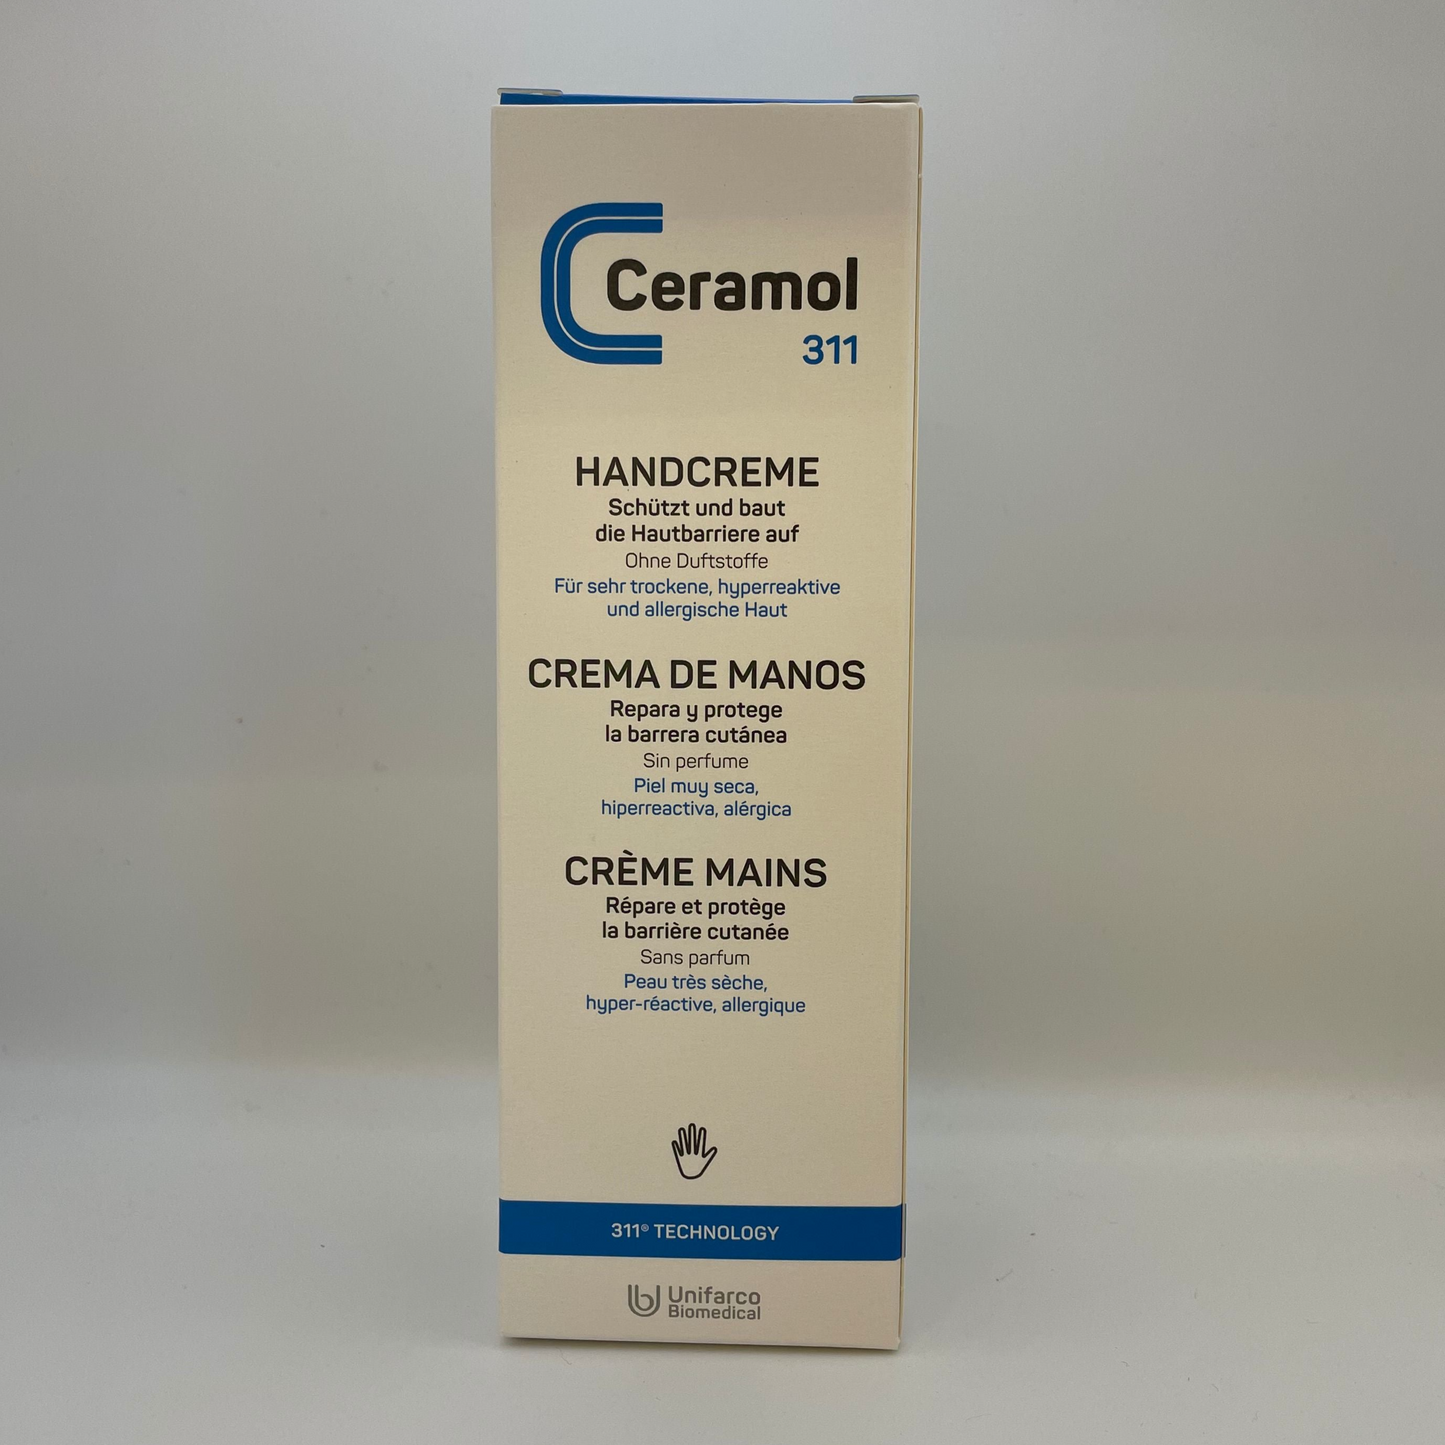 Ceramol
311
HANDCREME
Schützt und baut
die Hautbarriere auf
Ohne Duftstoffe
Für sehr trockene, hyperreaktive
und allergische Haut
CREMA DE MANOS
Repara y protege
la barrera cutánea
Sin perfume
Piel muy seca,
hiperreactiva, alérgica
CRÈME MAINS
Répare et protège
la barrière cutanée
Sans parfum
Peau très sèche,
hyper-réactive, allergique
311® TECHNOLOGY
Unifarco
Biomedical